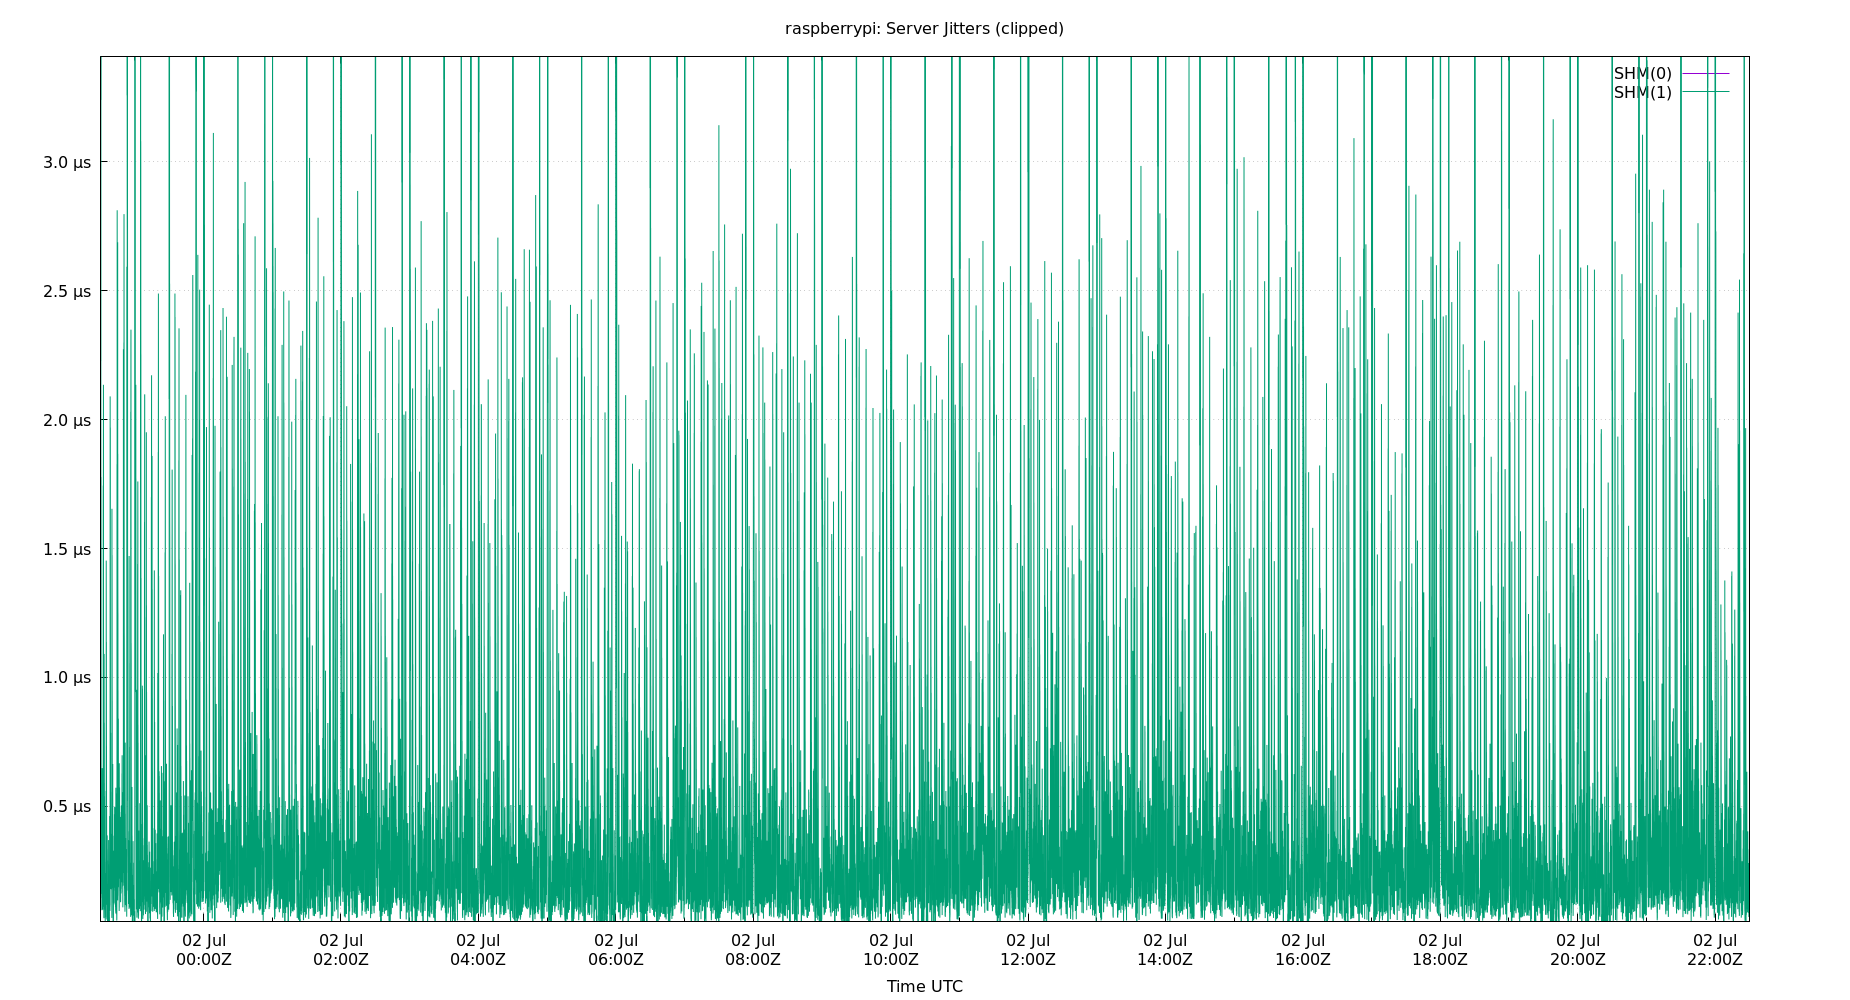 raspberrypi: Server Jitters (clipped)
SHM(0)
SHM(1)
3.0 µs
2.5 µs
2.0 µs
1.5 µs
1.0 µs
0.5 µs
02 Jul 02 Jul 02 Jul 02 Jul 02 Jul 02 Jul 02 Jul 02 Jul 02 Jul 02 Jul 02 Jul 02 Jul
00:00Z 02:00Z 04:00Z 06:00Z 08:00Z 10:00Z 12:00Z 14:00Z 16:00Z 18:00Z 20:00Z 22:00Z
Time UTC